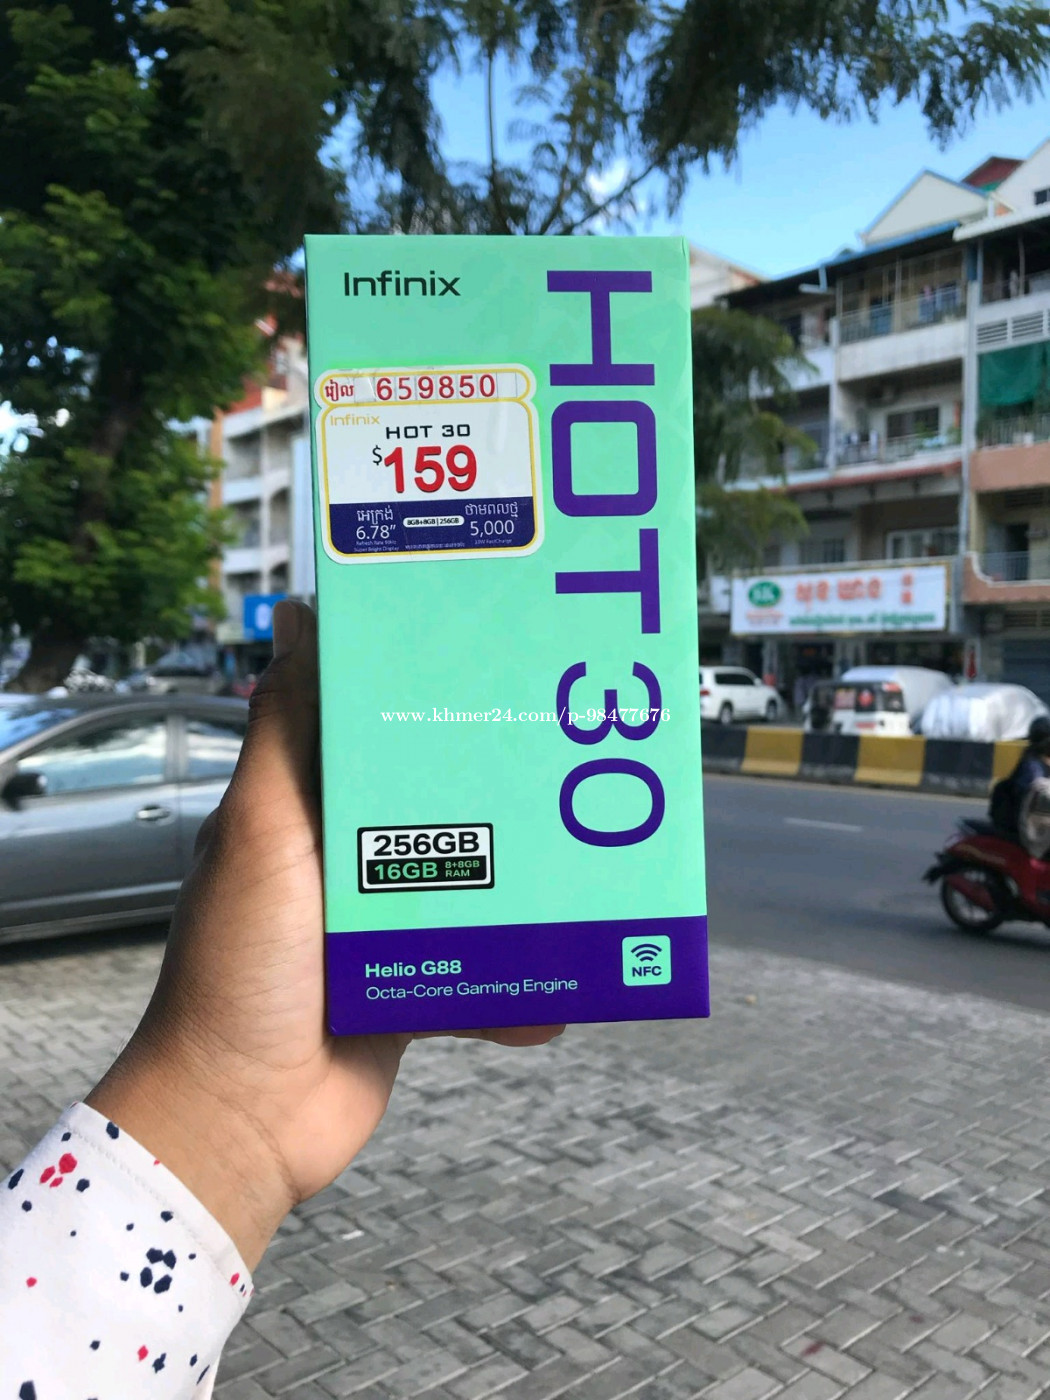 Infinix
HOT 30
រៀល 659850
Infinix
HOT 30
$159
អេក្រង់
6.78"
8GB+8GB | 256GB
ថាមពលថ្ម
5,000
www.khmer24.com/p-98477676
256GB
16GB 8+8GB RAM
Helio G88
Octa-Core Gaming Engine
NFC